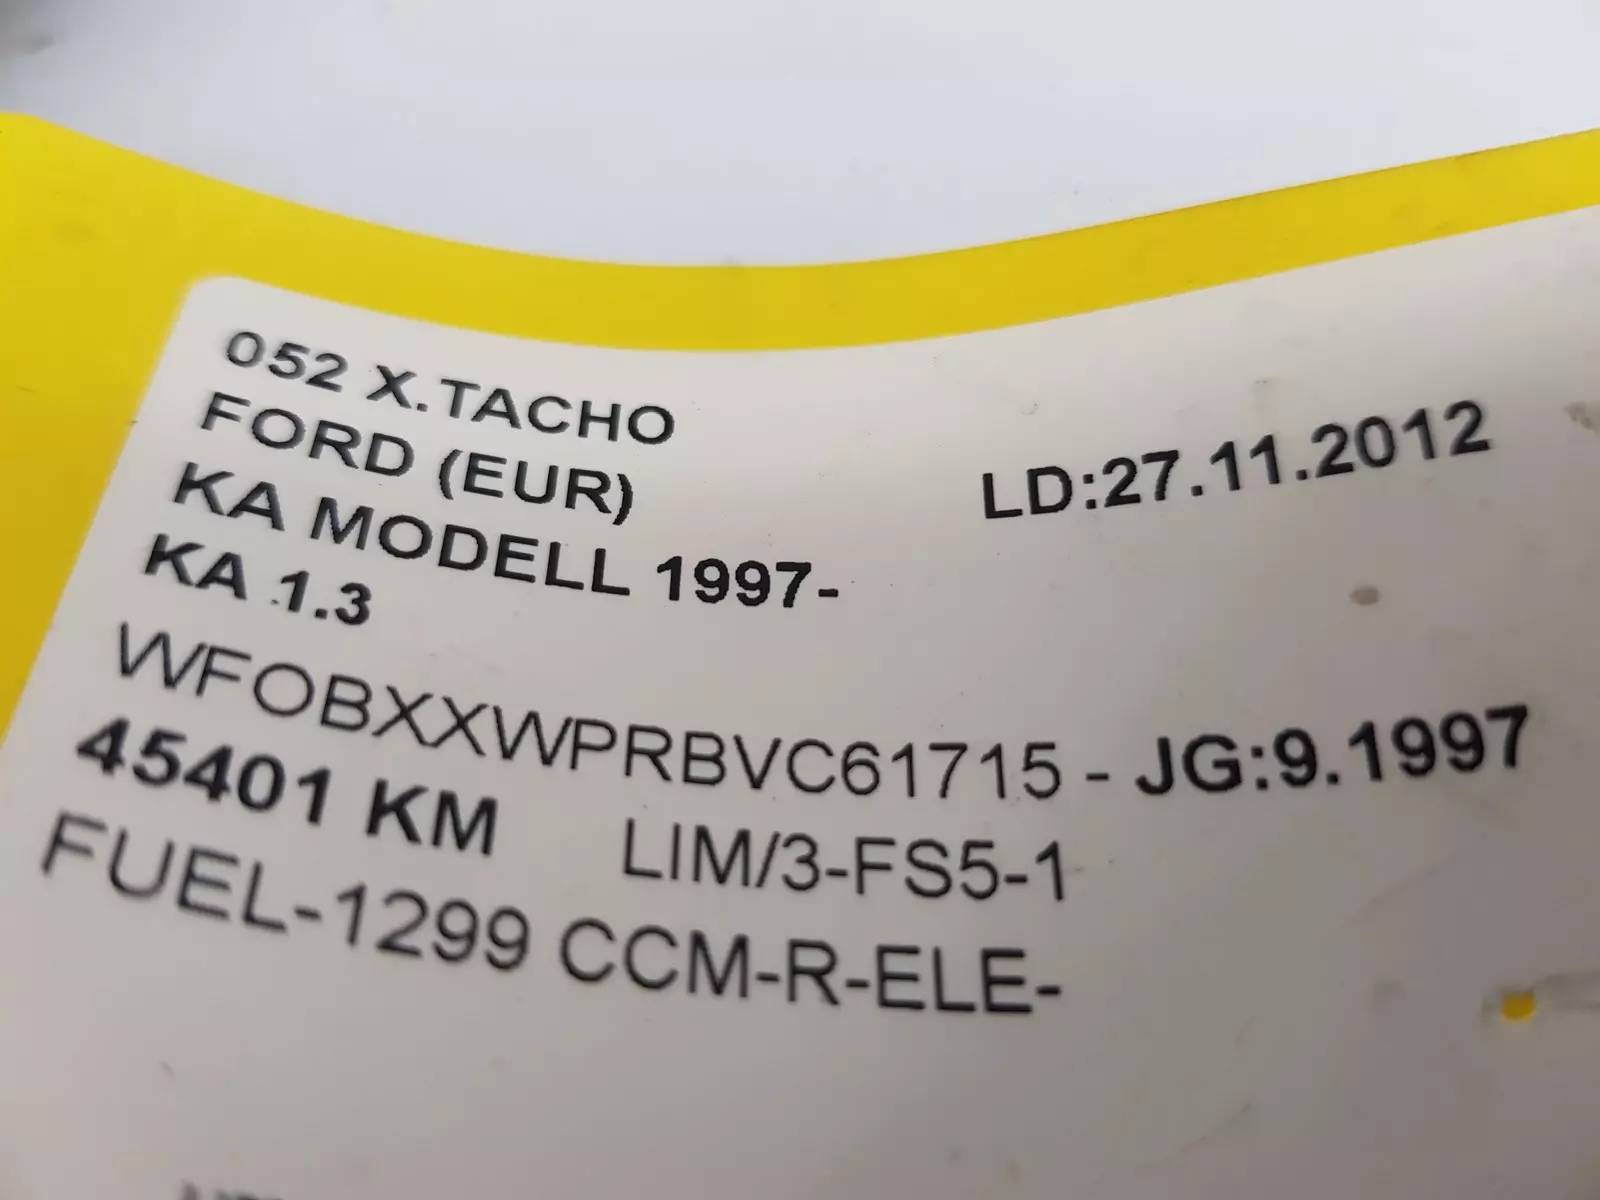 052 X.TACHO
FORD (EUR)
LD:27.11.2012
KA MODELL 1997-
KA 1.3
WFOBXXWPRBVC61715 - JG:9.1997
45401 KM LIM/3-FS5-1
FUEL-1299 CCM-R-ELE-